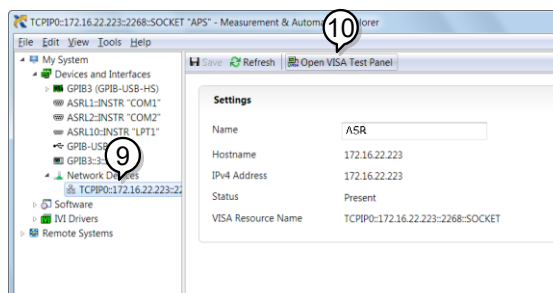 TCPIP0::172.16.22.223::2268::SOCKET "APS" - Measurement & Automa plorer
10
File Edit View Tools Help
My System
Save Refresh Open VISA Test Panel
Devices and Interfaces
GPIB3 (GPIB-USB-HS)
ASRL1::INSTR "COM1"
ASRL2::INSTR "COM2"
ASRL10::INSTR "LPT1"
GPIB-USB
GPIB3::3::
9
Network Devices
TCPIP0::172.16.22.223::22
Software
IVI Drivers
Remote Systems
Settings
Name ASR
Hostname 172.16.22.223
IPv4 Address 172.16.22.223
Status Present
VISA Resource Name TCPIP0::172.16.22.223::2268::SOCKET